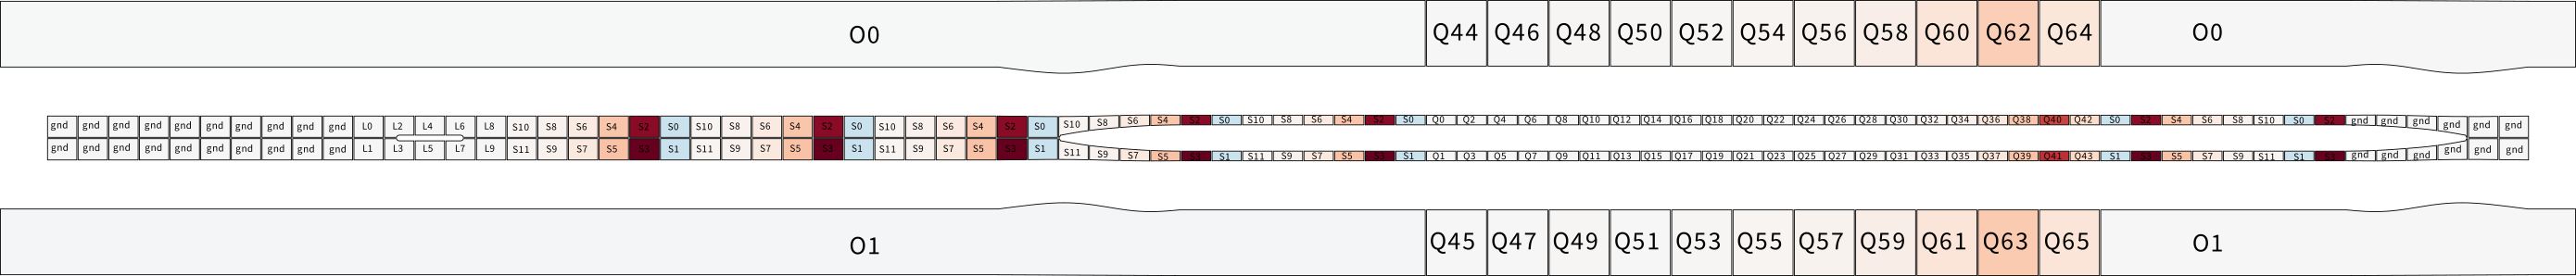 O0 Q44 Q46 Q48 Q50 Q52 Q54 Q56 Q58 Q60 Q62 Q64 O0
gnd gnd gnd gnd gnd gnd gnd gnd gnd gnd L0 L2 L4 L6 L8 S10 S8 S6 S4 S2 S0 S10 S8 S6 S4 S2 S0 S10 S8 S6 S4 S2 S0 S10 S8 S6 S4 S2 S0 S10 S8 S6 S4 S2 S0 Q0 Q2 Q4 Q6 Q8 Q10 Q12 Q14 Q16 Q18 Q20 Q22 Q24 Q26 Q28 Q30 Q32 Q34 Q36 Q38 Q40 Q42 S0 S2 S4 S6 S8 S10 S0 S2 gnd gnd gnd gnd gnd gnd
gnd gnd gnd gnd gnd gnd gnd gnd gnd gnd L1 L3 L5 L7 L9 S11 S9 S7 S5 S3 S1 S11 S9 S7 S5 S3 S1 S11 S9 S7 S5 S3 S1 S11 S9 S7 S5 S3 S1 S11 S9 S7 S5 S3 S1 Q1 Q3 Q5 Q7 Q9 Q11 Q13 Q15 Q17 Q19 Q21 Q23 Q25 Q27 Q29 Q31 Q33 Q35 Q37 Q39 Q41 Q43 S1 S3 S5 S7 S9 S11 S1 S3 gnd gnd gnd gnd gnd gnd
O1 Q45 Q47 Q49 Q51 Q53 Q55 Q57 Q59 Q61 Q63 Q65 O1